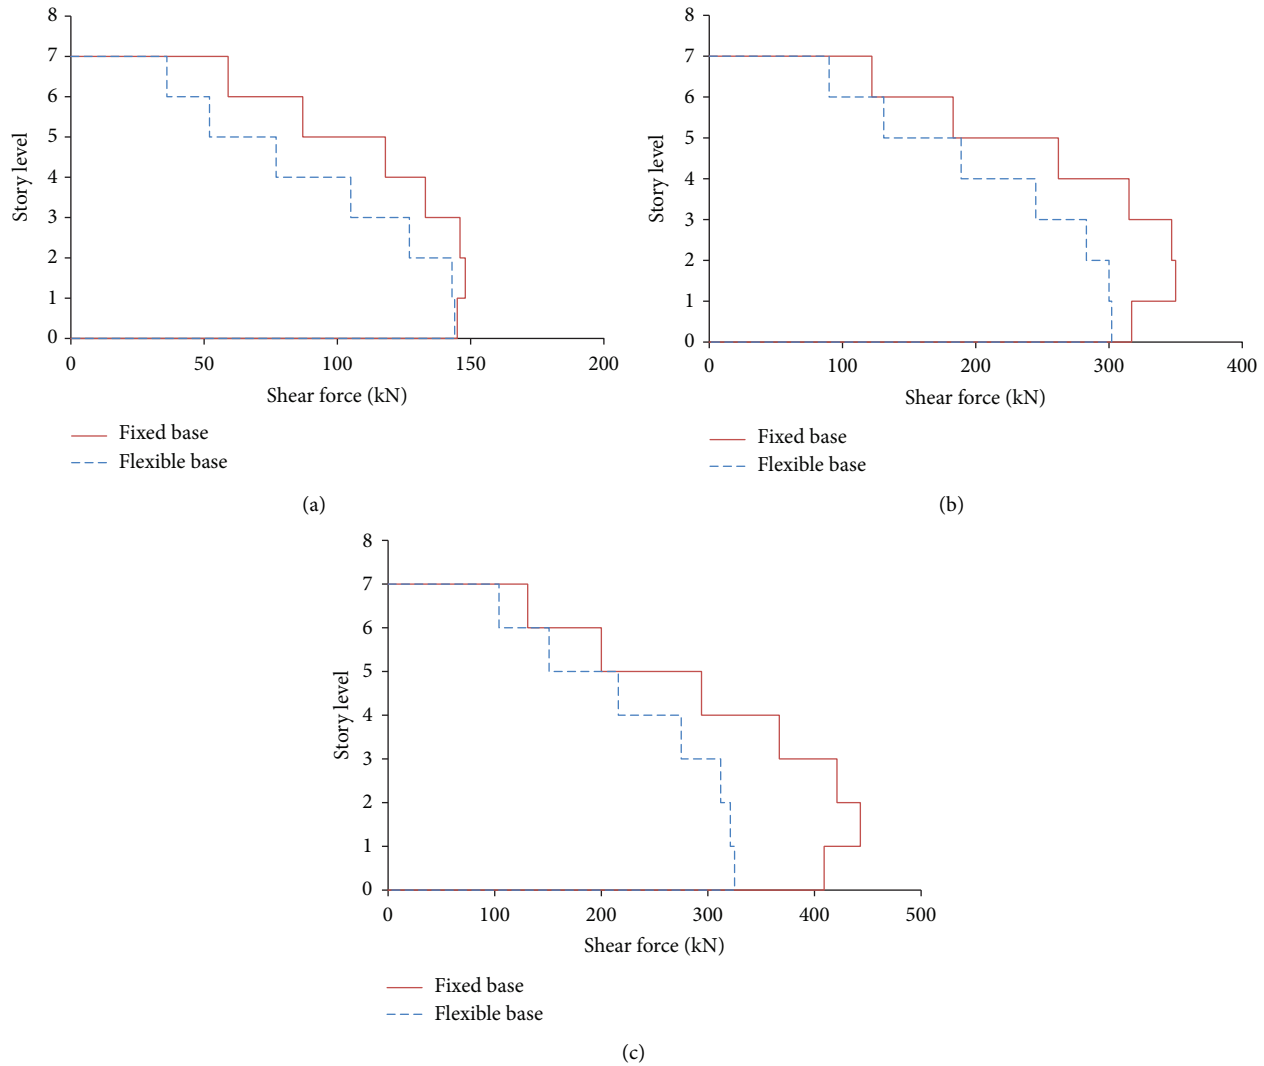 8
7
6
5
4
3
2
1
0
Story level
0 50 100 150 200
Shear force (kN)
Fixed base
Flexible base
(a)
8
7
6
5
4
3
2
1
0
Story level
0 100 200 300 400
Shear force (kN)
Fixed base
Flexible base
(b)
8
7
6
5
4
3
2
1
0
Story level
0 100 200 300 400 500
Shear force (kN)
Fixed base
Flexible base
(c)